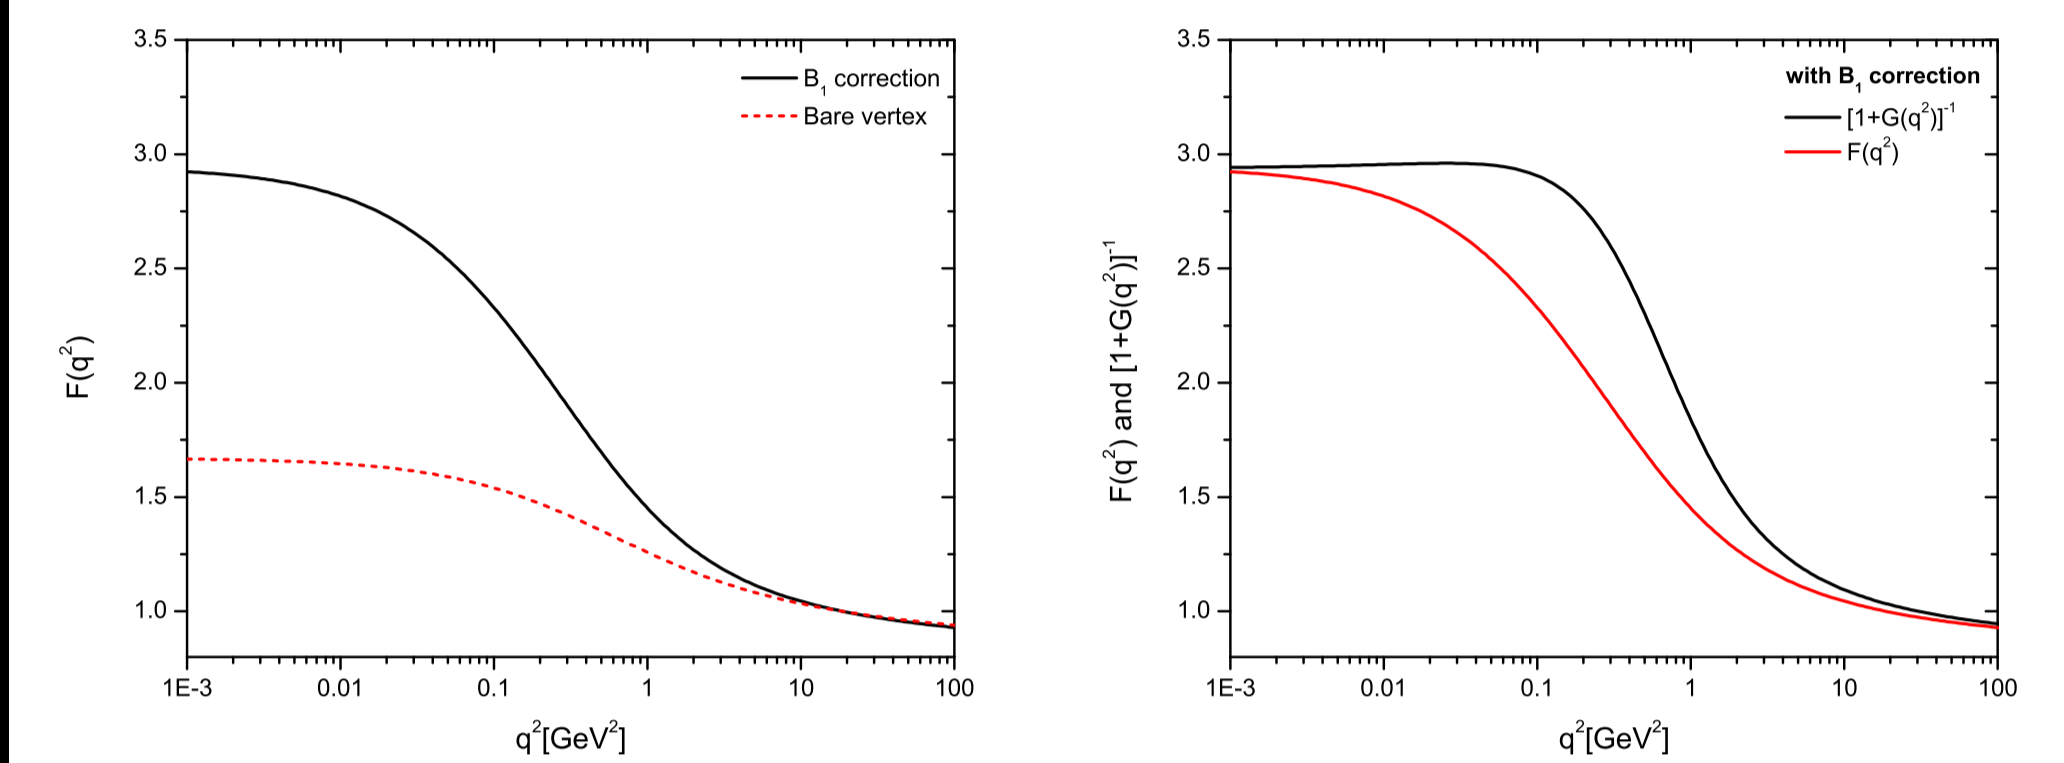 3.5
3.0
2.5
2.0
1.5
1.0
F(q²)
B₁ correction
Bare vertex
1E-3 0.01 0.1 1 10 100
q²[GeV²]
3.5
3.0
2.5
2.0
1.5
1.0
F(q²) and [1+G(q²)]⁻¹
with B₁ correction
[1+G(q²)]⁻¹
F(q²)
1E-3 0.01 0.1 1 10 100
q²[GeV²]